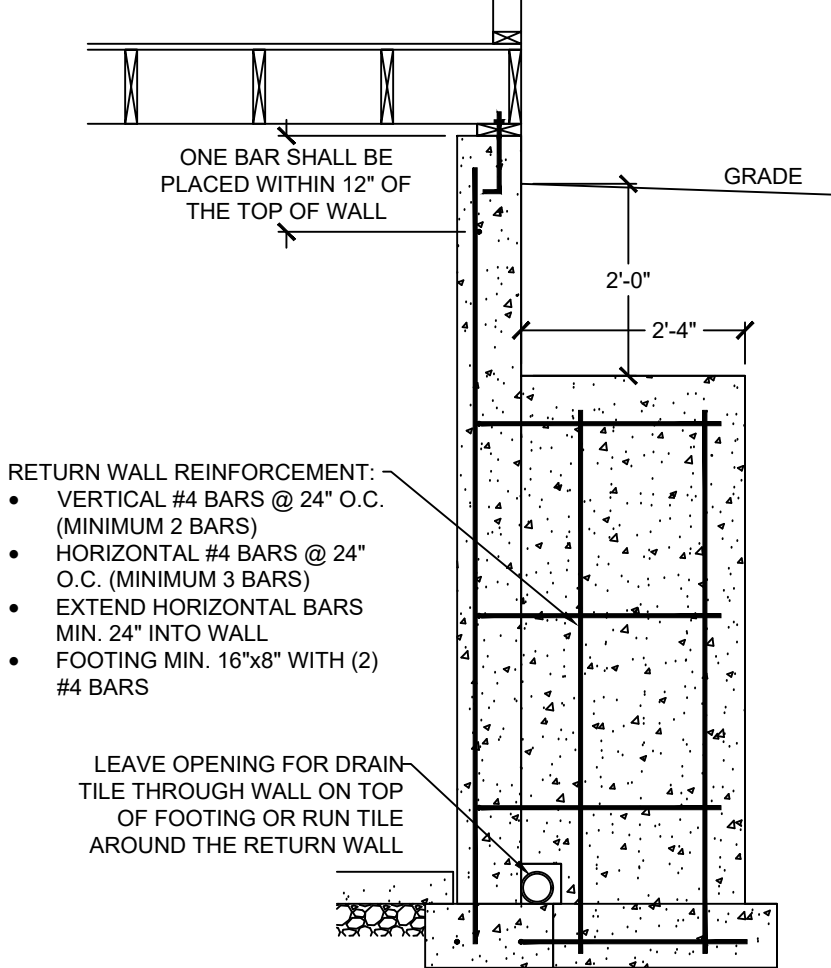 ONE BAR SHALL BE
PLACED WITHIN 12" OF
THE TOP OF WALL
GRADE
2'-0"
2'-4"
RETURN WALL REINFORCEMENT:
• VERTICAL #4 BARS @ 24" O.C.
(MINIMUM 2 BARS)
• HORIZONTAL #4 BARS @ 24"
O.C. (MINIMUM 3 BARS)
• EXTEND HORIZONTAL BARS
MIN. 24" INTO WALL
• FOOTING MIN. 16"x8" WITH (2)
#4 BARS
LEAVE OPENING FOR DRAIN
TILE THROUGH WALL ON TOP
OF FOOTING OR RUN TILE
AROUND THE RETURN WALL